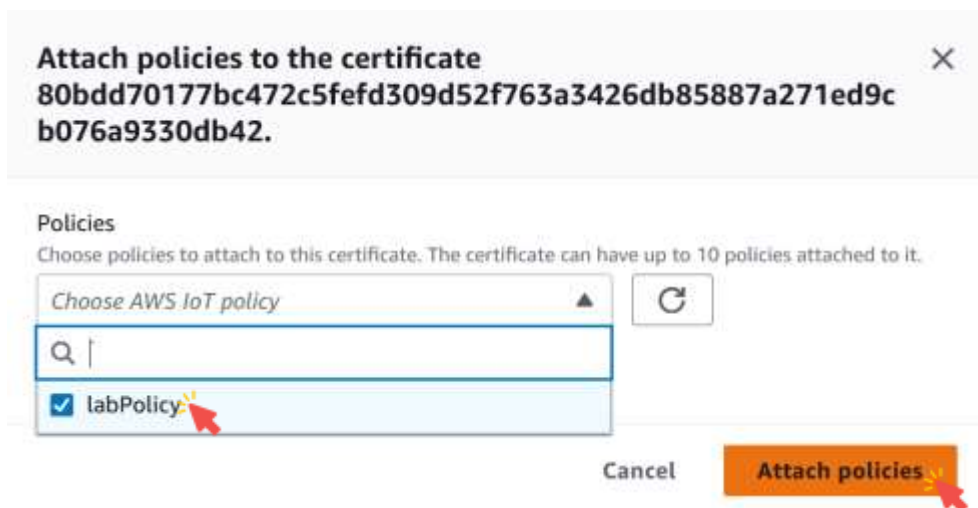 Attach policies to the certificate
80bdd70177bc472c5fefd309d52f763a3426db85887a271ed9c
b076a9330db42.
Policies
Choose policies to attach to this certificate. The certificate can have up to 10 policies attached to it.
Choose AWS IoT policy
labPolicy
Cancel
Attach policies